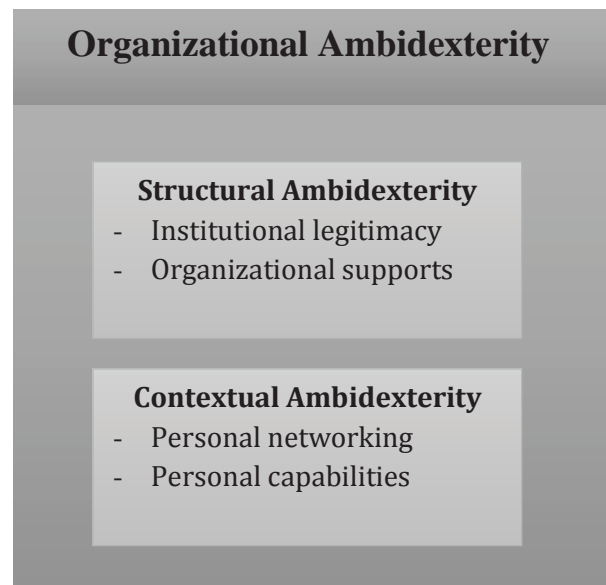 Organizational Ambidexterity
Structural Ambidexterity
- Institutional legitimacy
- Organizational supports
Contextual Ambidexterity
- Personal networking
- Personal capabilities